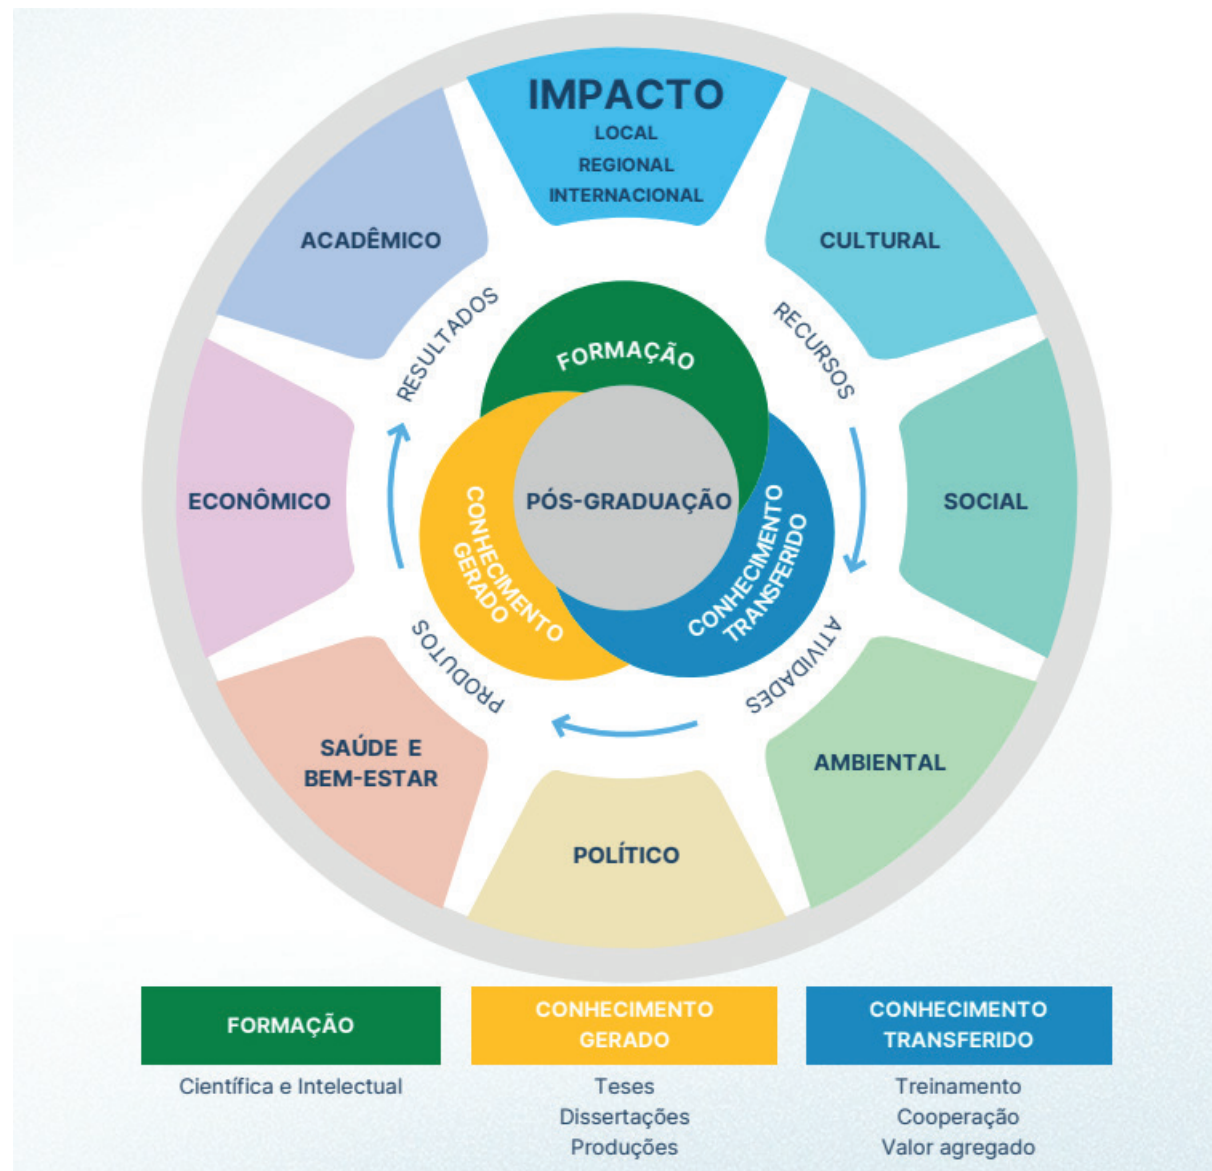 IMPACTO
LOCAL
REGIONAL
INTERNACIONAL
ACADÊMICO
CULTURAL
RESULTADOS
RECURSOS
FORMAÇÃO
ECONÔMICO
PÓS-GRADUAÇÃO
SOCIAL
CONHECIMENTO
GERADO
CONHECIMENTO
TRANSFERIDO
PRODUTOS
ATIVIDADES
SAÚDE E
BEM-ESTAR
AMBIENTAL
POLÍTICO
FORMAÇÃO
Científica e Intelectual
CONHECIMENTO
GERADO
Teses
Dissertações
Produções
CONHECIMENTO
TRANSFERIDO
Treinamento
Cooperação
Valor agregado